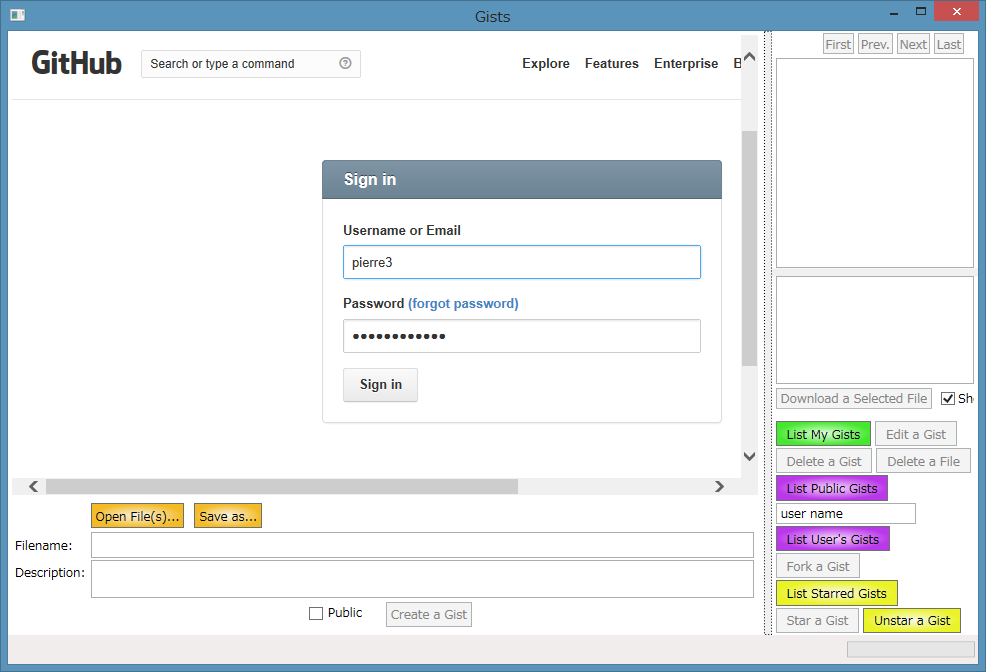 Gists
GitHub
Search or type a command
Explore Features Enterprise B
Sign in
Username or Email
pierre3
Password (forgot password)
••••••••••••
Sign in
Open File(s)... Save as...
Filename:
Description:
Public Create a Gist
First Prev. Next Last
Download a Selected File Sh
List My Gists Edit a Gist
Delete a Gist Delete a File
List Public Gists
user name
List User's Gists
Fork a Gist
List Starred Gists
Star a Gist Unstar a Gist